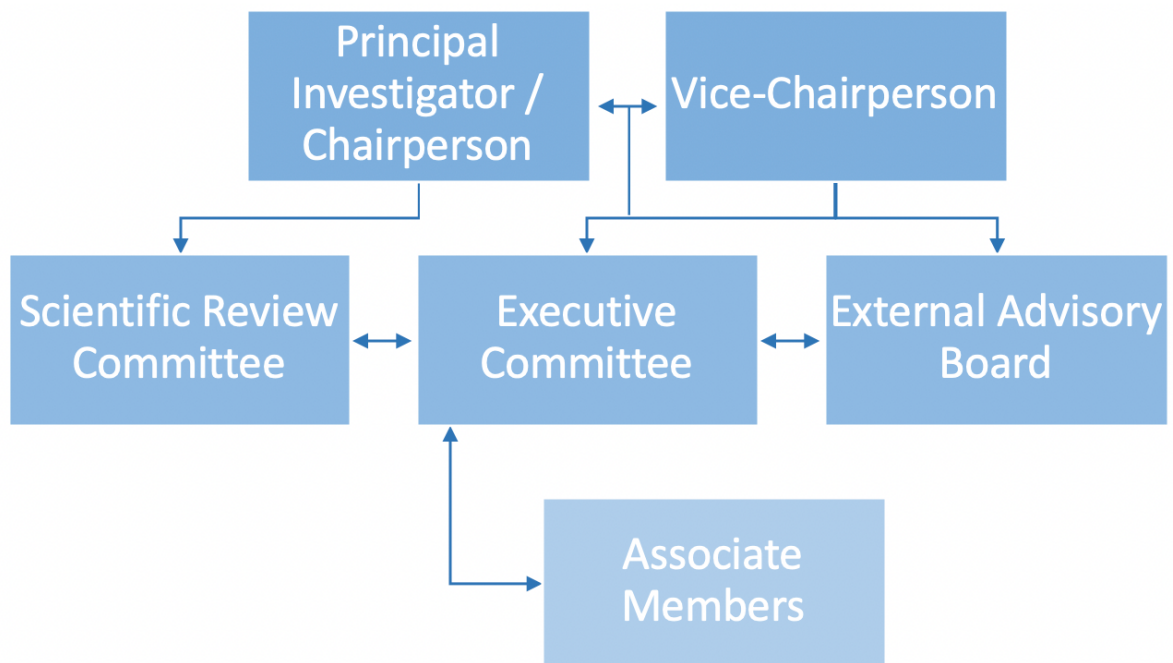 Principal
Investigator /
Chairperson
Vice-Chairperson
Scientific Review
Committee
Executive
Committee
External Advisory
Board
Associate
Members